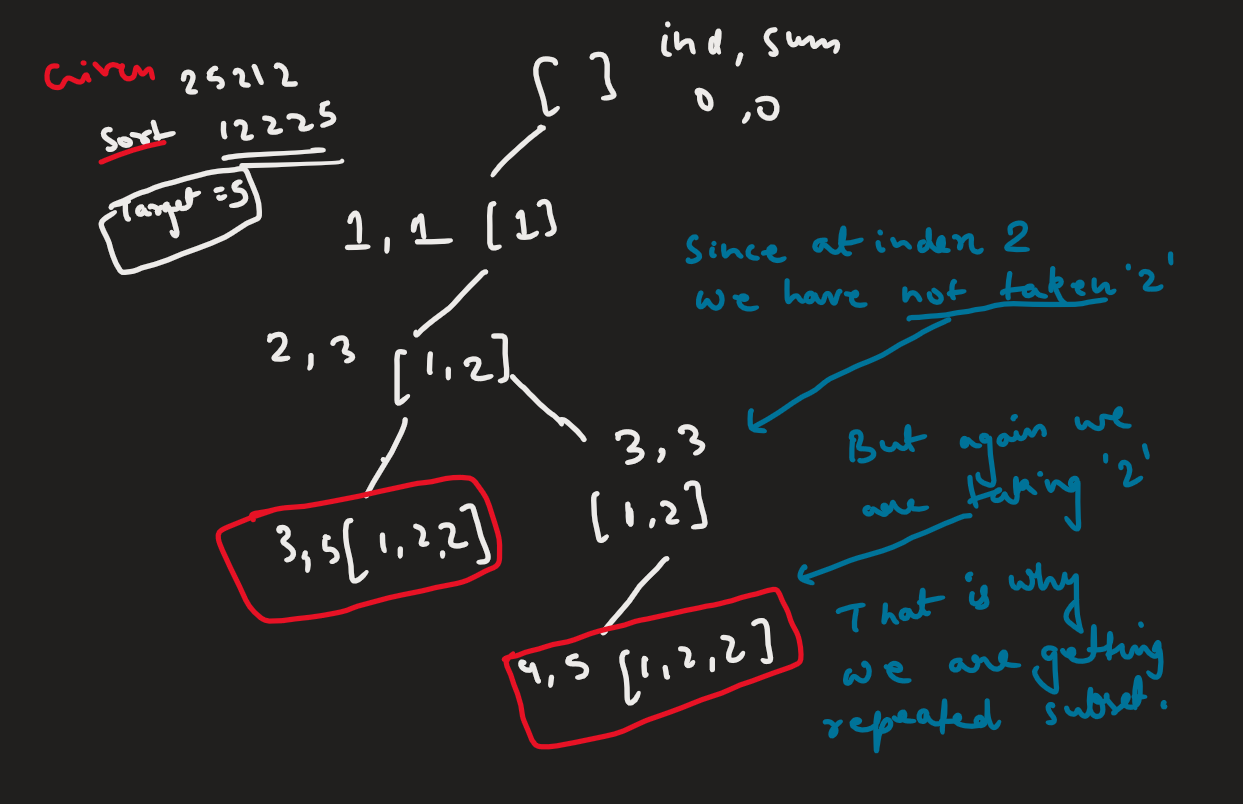 Given 25212
Sort 12225
Target = 5
[ ] ind, sum
0, 0
1, 1 [1]
2, 3 [1, 2]
3, 5 [1, 2, 2]
3, 3
[1, 2]
4, 5 [1, 2, 2]
Since at index 2
we have not taken '2'
But again we
are taking '2'
That is why
we are getting
repeated subset.